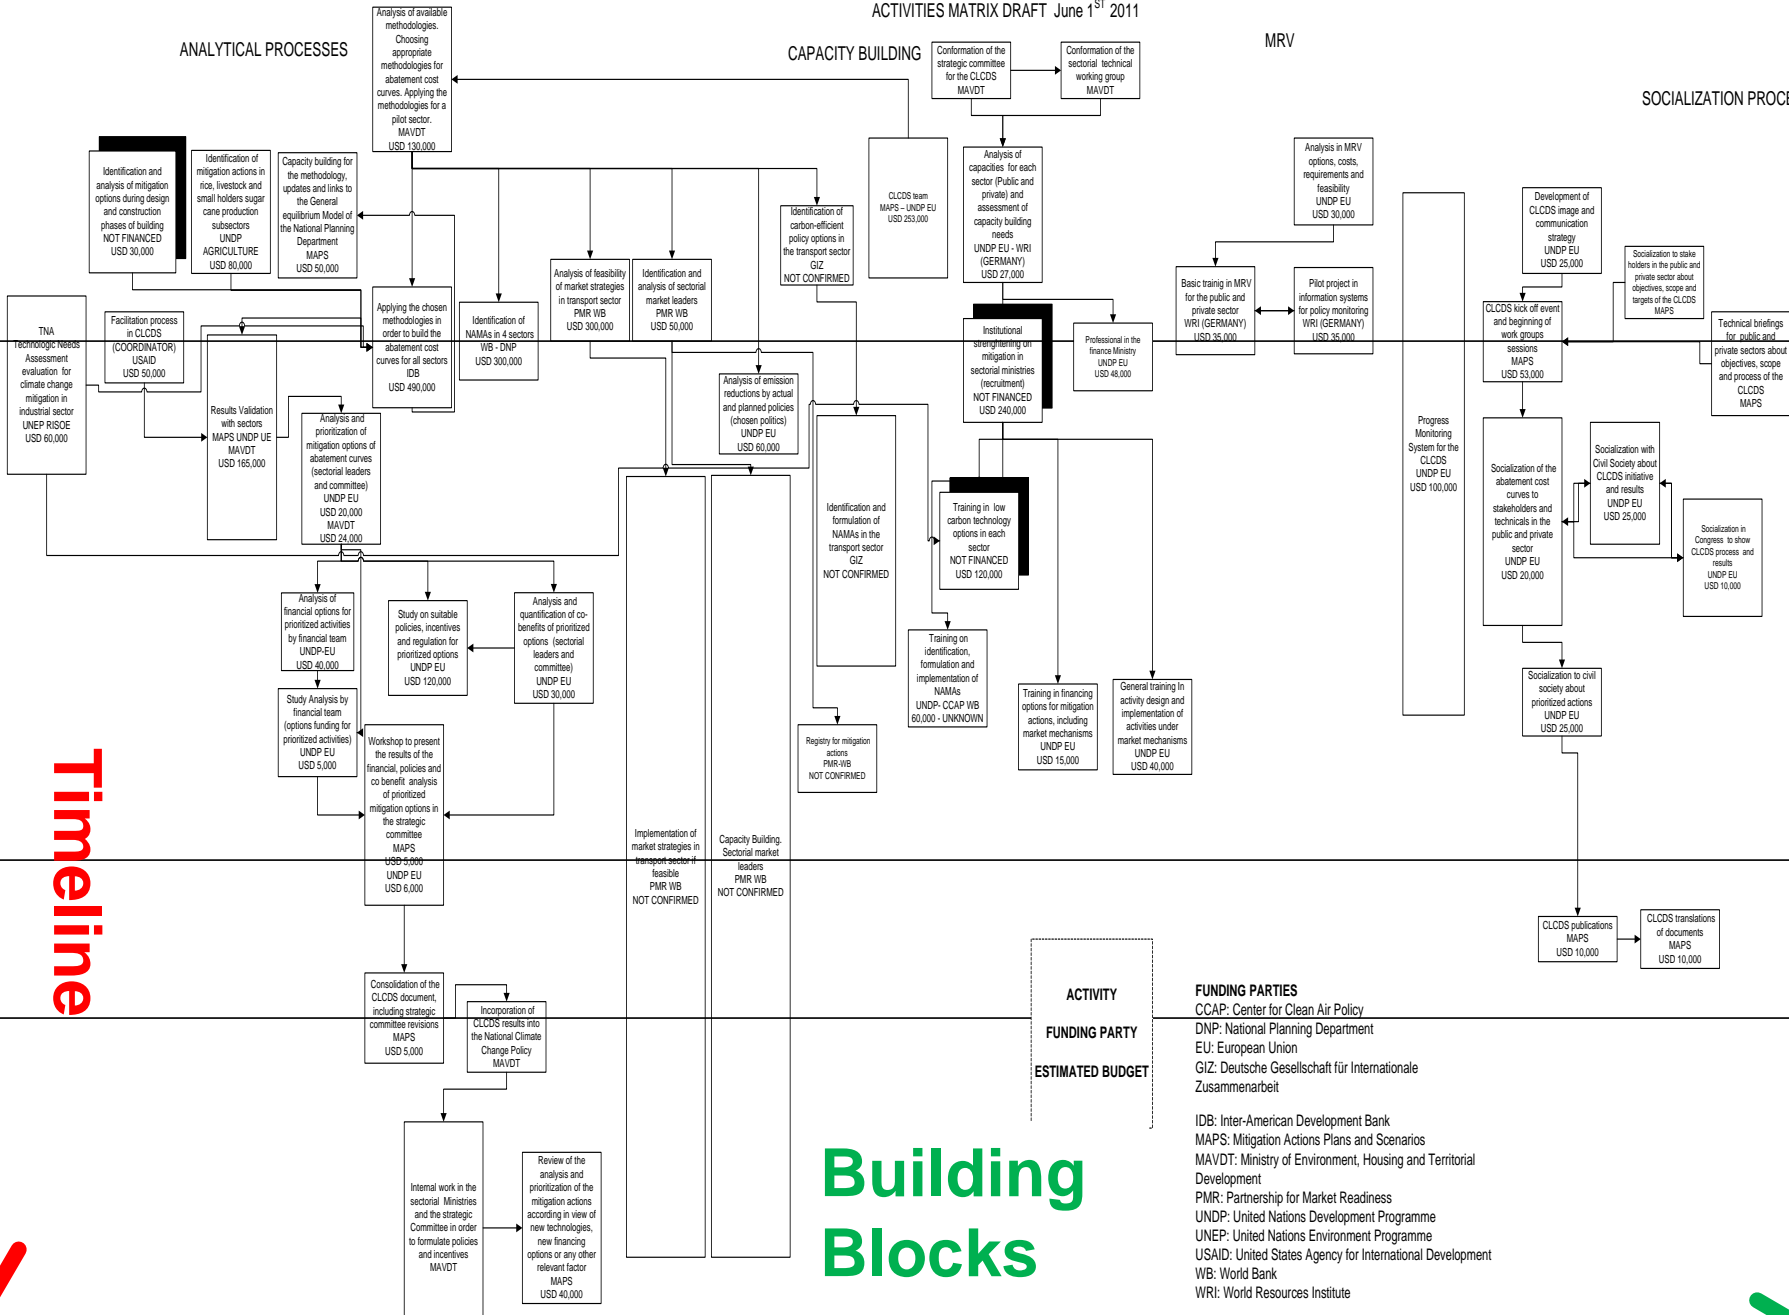 ACTIVITIES MATRIX DRAFT June 1ST 2011
ANALYTICAL PROCESSES
CAPACITY BUILDING
MRV
SOCIALIZATION PROCE
Analysis of available
methodologies.
Choosing
appropriate
methodologies for
abatement cost
curves. Applying the
methodologies for a
pilot sector.
MAVDT
USD 130,000
Conformation of the
strategic committee
for the CLCDS
MAVDT
Conformation of the
sectorial technical
working group
MAVDT
Identification and
analysis of mitigation
options during design
and construction
phases of building
NOT FINANCED
USD 30,000
Identification of
mitigation actions in
rice, livestock and
small holders sugar
cane production
subsectors
UNDP
AGRICULTURE
USD 80,000
Capacity building for
the methodology,
updates and links to
the General
equilibrium Model of
the National Planning
Department
MAPS
USD 50,000
CLCDS team
MAPS – UNDP EU
USD 253,000
Analysis of
capacities for each
sector (Public and
private) and
assessment of
capacity building
needs
UNDP EU - WRI
(GERMANY)
USD 27,000
Analysis in MRV
options, costs,
requirements and
feasibility
UNDP EU
USD 30,000
Development of
CLCDS image and
communication
strategy
UNDP EU
USD 25,000
Identification of
carbon-efficient
policy options in
the transport sector
GIZ
NOT CONFIRMED
Socialization to stake
holders in the public and
private sector about
objectives, scope and
targets of the CLCDS
MAPS
TNA
Technologic Needs
Assessment
evaluation for
climate change
mitigation in
industrial sector
UNEP RISOE
USD 60,000
Facilitation process
in CLCDS
(COORDINATOR)
USAID
USD 50,000
Results Validation
with sectors
MAPS UNDP UE
MAVDT
USD 165,000
Applying the chosen
methodologies in
order to build the
abatement cost
curves for all sectors
IDB
USD 490,000
Identification of
NAMAs in 4 sectors
WB - DNP
USD 300,000
Analysis of feasibility
of market strategies
in transport sector
PMR WB
USD 300,000
Identification and
analysis of sectorial
market leaders
PMR WB
USD 50,000
Institutional
strenghtening on
mitigation in
sectorial ministries
(recruitment)
NOT FINANCED
USD 240,000
Professional in the
finance Ministry
UNDP EU
USD 48,000
Basic trainig in MRV
for the public and
private sector
WRI (GERMANY)
USD 35,000
Pilot project in
information systems
for policy monitoring
WRI (GERMANY)
USD 35,000
CLCDS kick off event
and beginning of
work groups
sessions
MAPS
USD 53,000
Technical briefings
for public and
private sectors about
objectives, scope
and process of the
CLCDS
MAPS
Analysis and
prioritization of
mitigation options of
abatement curves
(sectorial leaders
and committee)
UNDP EU
USD 20,000
MAVDT
USD 24,000
Analysis of emission
reductions by actual
and planned policies
(chosen politics)
UNDP EU
USD 60,000
Identification and
formulation of
NAMAs in the
transport sector
GIZ
NOT CONFIRMED
Training in low
carbon technology
options in each
sector
NOT FINANCED
USD 120,000
Progress
Monitoring
System for the
CLCDS
UNDP EU
USD 100,000
Socialization of the
abatement cost
curves to
stakeholders and
technicals in the
public and private
sector
UNDP EU
USD 20,000
Socialization with
Civil Society about
CLCDS initiative
and results
UNDP EU
USD 25,000
Socialization in
Congress to show
CLCDS process and
results
UNDP EU
USD 10,000
Analysis of
financial options for
prioritized activities
by financial team
UNDP-EU
USD 40,000
Study on suitable
policies, incentives
and regulation for
prioritized options
UNDP EU
USD 120,000
Analysis and
quantification of co-
benefits of prioritized
options (sectorial
leaders and
committee)
UNDP EU
USD 30,000
Training on
identification,
formulation and
implementation of
NAMAs
UNDP- CCAP WB
60,000 - UNKNOWN
Training in financing
options for mitigation
actions, including
market mechanisms
UNDP EU
USD 15,000
General training In
activity design and
implementation of
activities under
market mechanisms
UNDP EU
USD 40,000
Socialization to civil
society about
prioritized actions
UNDP EU
USD 25,000
Study Analysis by
financial team
(options funding for
prioritized activities)
UNDP EU
USD 5,000
Workshop to present
the results of the
financial, policies and
co benefit analysis
of prioritized
mitigation options in
the strategic
committee
MAPS
USD 5,000
UNDP EU
USD 6,000
Registry for mitigation
actions
PMR-WB
NOT CONFIRMED
Timeline
Implementation of
market strategies in
transport sector if
feasible
PMR WB
NOT CONFIRMED
Capacity Building.
Sectorial market
leaders
PMR WB
NOT CONFIRMED
CLCDS publications
MAPS
USD 10,000
CLCDS translations
of documents
MAPS
USD 10,000
Consolidation of the
CLCDS document,
including strategic
committee revisions
MAPS
USD 5,000
Incorporation of
CLCDS results into
the National Climate
Change Policy
MAVDT
ACTIVITY
FUNDING PARTY
ESTIMATED BUDGET
FUNDING PARTIES
CCAP: Center for Clean Air Policy
DNP: National Planning Department
EU: European Union
GIZ: Deutsche Gesellschaft für Internationale
Zusammenarbeit
IDB: Inter-American Development Bank
MAPS: Mitigation Actions Plans and Scenarios
MAVDT: Ministry of Environment, Housing and Territorial
Development
PMR: Partnership for Market Readiness
UNDP: United Nations Development Programme
UNEP: United Nations Environment Programme
USAID: United States Agency for International Development
WB: World Bank
WRI: World Resources Institute
Internal work in the
sectorial Ministries
and the strategic
Committee in order
to formulate policies
and incentives
MAVDT
Review of the
analysis and
prioritization of the
mitigation actions
according in view of
new technologies,
new financing
options or any other
relevant factor
MAPS
USD 40,000
Building
Blocks